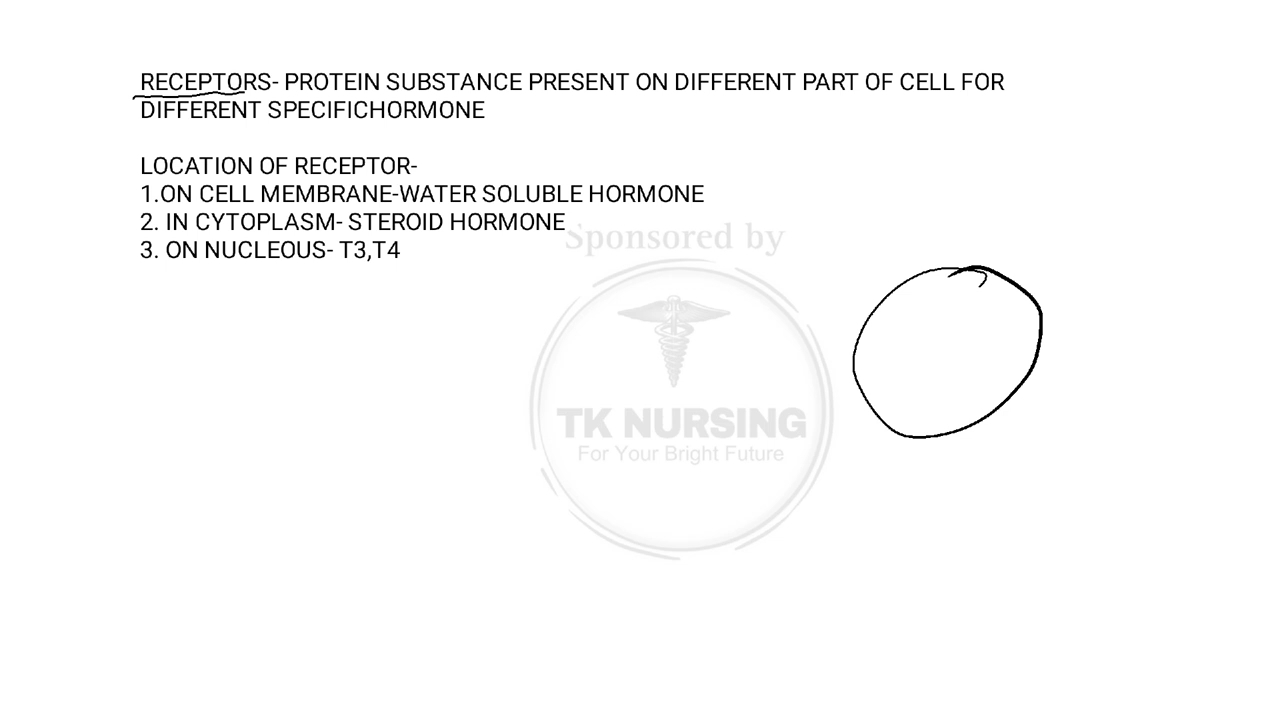 RECEPTORS- PROTEIN SUBSTANCE PRESENT ON DIFFERENT PART OF CELL FOR
DIFFERENT SPECIFICHORMONE
LOCATION OF RECEPTOR-
1.ON CELL MEMBRANE-WATER SOLUBLE HORMONE
2. IN CYTOPLASM- STEROID HORMONE
3. ON NUCLEOUS- T3,T4
Sponsored by
TK NURSING
For Your Bright Future